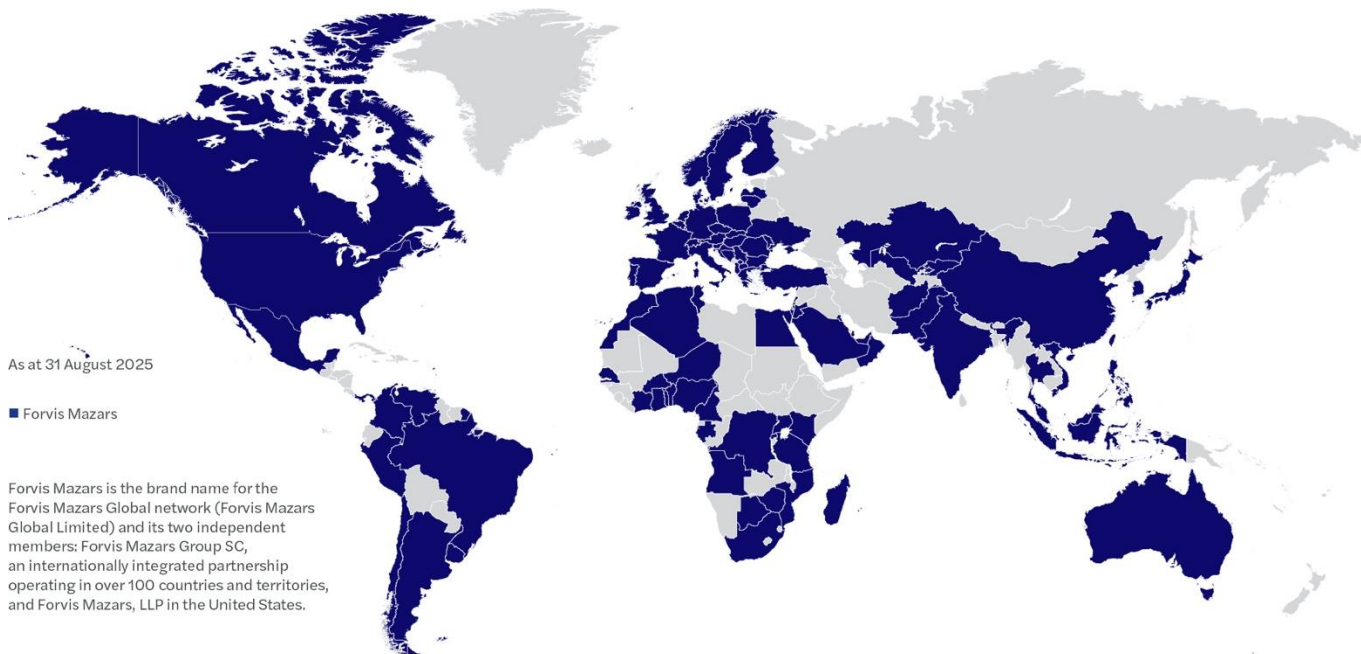 As at 31 August 2025
Forvis Mazars
Forvis Mazars is the brand name for the
Forvis Mazars Global network (Forvis Mazars
Global Limited) and its two independent
members: Forvis Mazars Group SC,
an internationally integrated partnership
operating in over 100 countries and territories,
and Forvis Mazars, LLP in the United States.